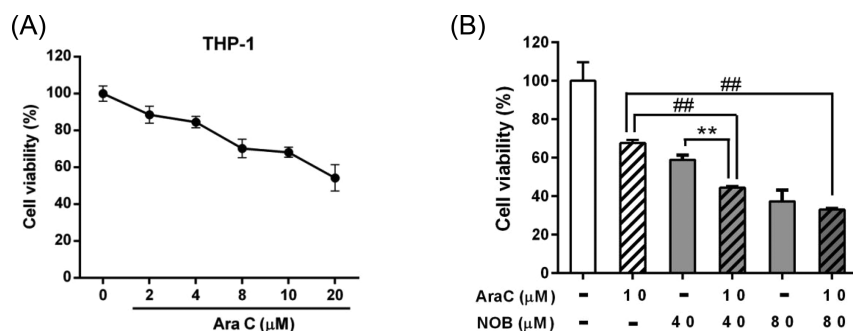 (A)
THP-1
Cell viability (%)
120
100
80
60
40
20
0
0 2 4 8 10 20
Ara C (μM)
(B)
Cell viability (%)
120
100
80
60
40
20
0
##
##
**
AraC (μM) - 10 - 10 - 10
NOB (μM) - - 40 40 80 80